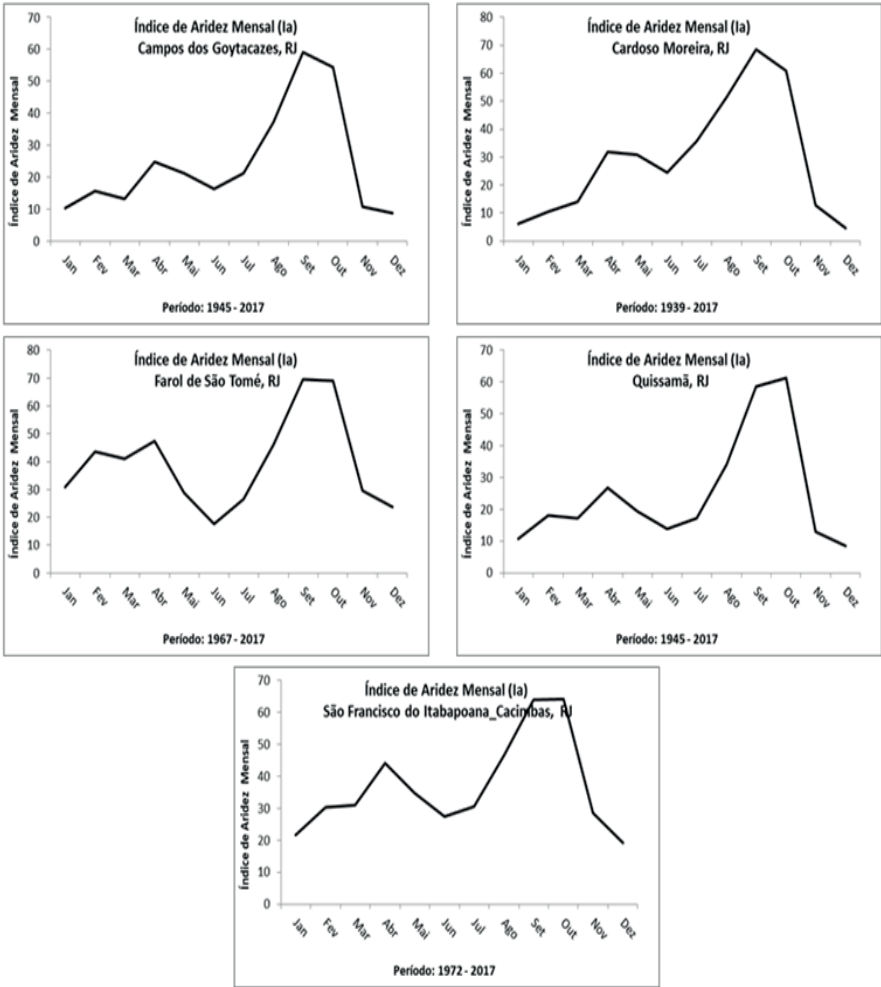 Índice de Aridez Mensal (Ia)
Campos dos Goytacazes, RJ
Índice de Aridez Mensal
70
60
50
40
30
20
10
0
Jan Fev Mar Abr Mai Jun Jul Ago Set Out Nov Dez
Período: 1945 - 2017
Índice de Aridez Mensal (Ia)
Cardoso Moreira, RJ
Índice de Aridez Mensal
80
70
60
50
40
30
20
10
0
Jan Fev Mar Abr Mai Jun Jul Ago Set Out Nov Dez
Período: 1939 - 2017
Índice de Aridez Mensal (Ia)
Farol de São Tomé, RJ
Índice de Aridez Mensal
80
70
60
50
40
30
20
10
0
Jan Fev Mar Abr Mai Jun Jul Ago Set Out Nov Dez
Período: 1967 - 2017
Índice de Aridez Mensal (Ia)
Quissamã, RJ
Índice de Aridez Mensal
70
60
50
40
30
20
10
0
Jan Fev Mar Abr Mai Jun Jul Ago Set Out Nov Dez
Período: 1945 - 2017
Índice de Aridez Mensal (Ia)
São Francisco do Itabapoana_Cacimbas, RJ
Índice de Aridez Mensal
70
60
50
40
30
20
10
0
Jan Fev Mar Abr Mai Jun Jul Ago Set Out Nov Dez
Período: 1972 - 2017